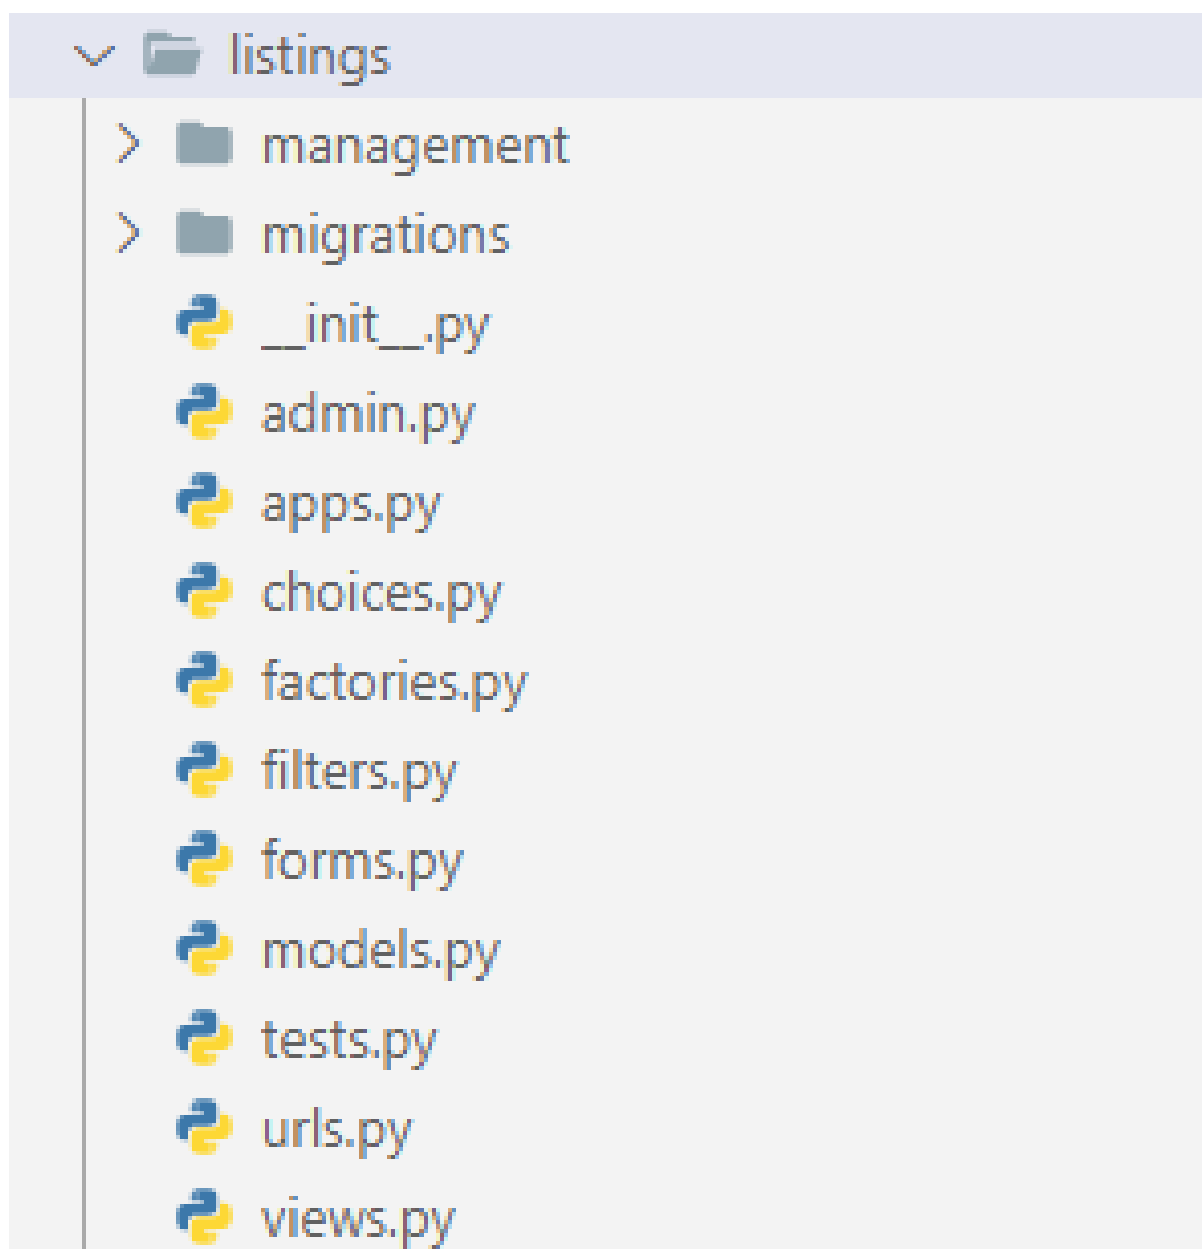 listings
management
migrations
__init__.py
admin.py
apps.py
choices.py
factories.py
filters.py
forms.py
models.py
tests.py
urls.py
views.py